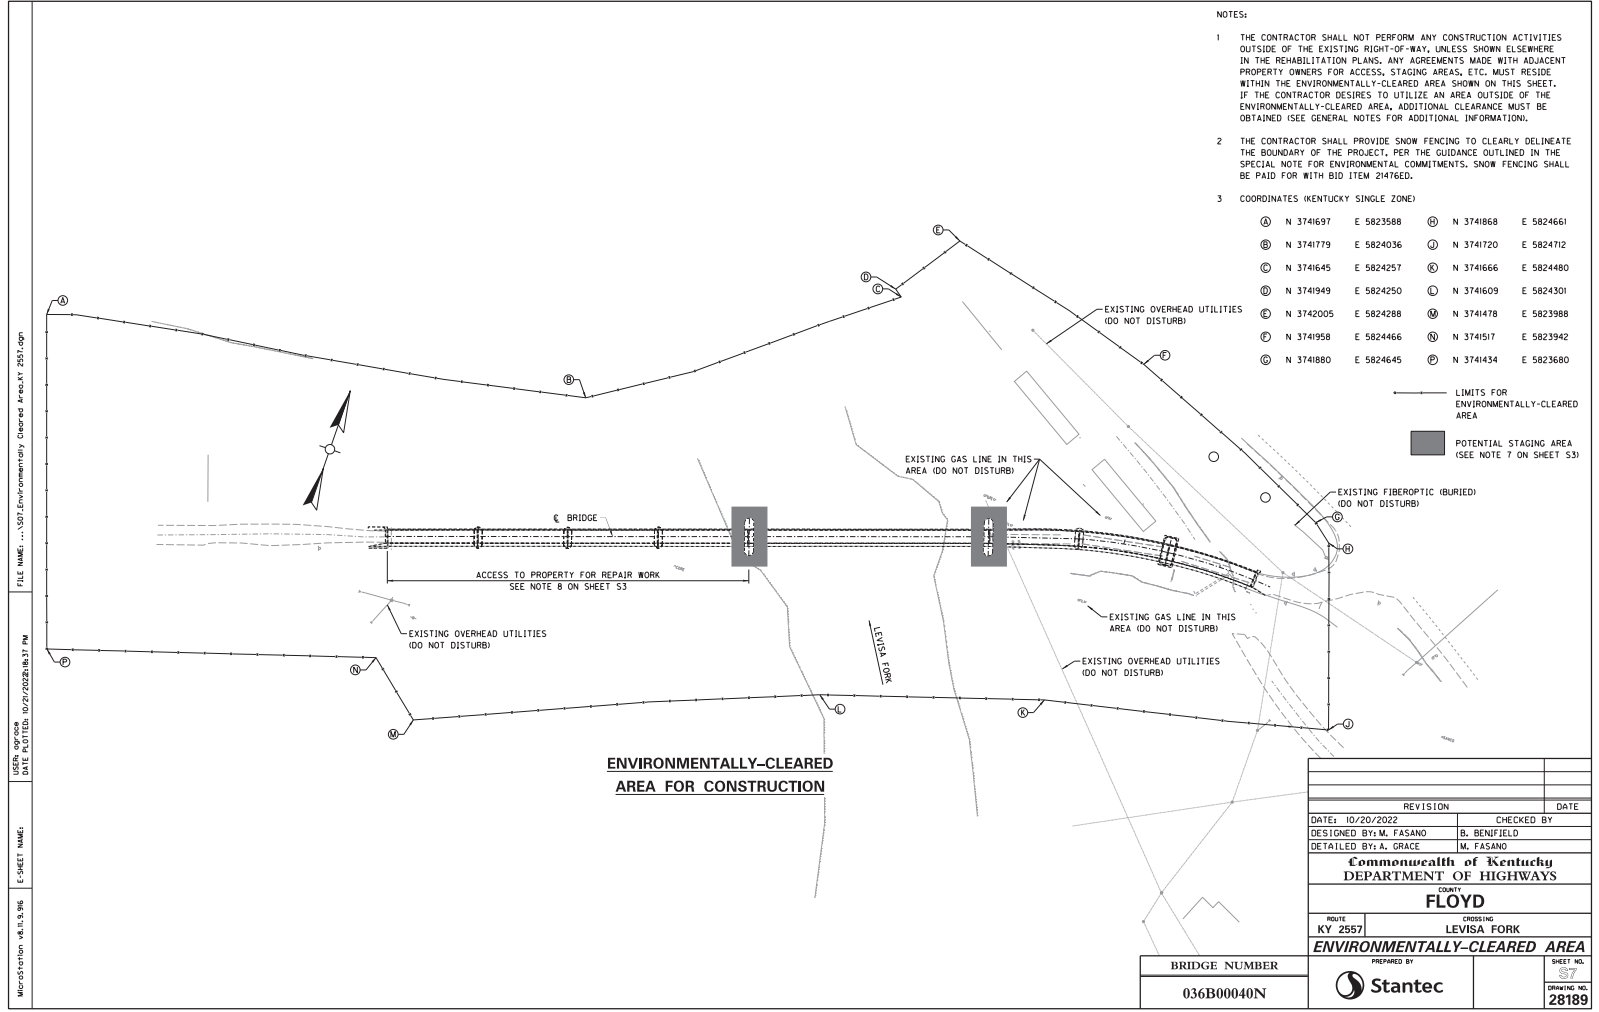 NOTES:
1 THE CONTRACTOR SHALL NOT PERFORM ANY CONSTRUCTION ACTIVITIES
OUTSIDE OF THE EXISTING RIGHT-OF-WAY, UNLESS SHOWN ELSEWHERE
IN THE REHABILITATION PLANS. ANY AGREEMENTS MADE WITH ADJACENT
PROPERTY OWNERS FOR ACCESS, STAGING AREAS, ETC. MUST RESIDE
WITHIN THE ENVIRONMENTALLY-CLEARED AREA SHOWN ON THIS SHEET.
IF THE CONTRACTOR DESIRES TO UTILIZE AN AREA OUTSIDE OF THE
ENVIRONMENTALLY-CLEARED AREA, ADDITIONAL CLEARANCE MUST BE
OBTAINED (SEE GENERAL NOTES FOR ADDITIONAL INFORMATION).
2 THE CONTRACTOR SHALL PROVIDE SNOW FENCING TO CLEARLY DELINEATE
THE BOUNDARY OF THE PROJECT, PER THE GUIDANCE OUTLINED IN THE
SPECIAL NOTE FOR ENVIRONMENTAL COMMITMENTS. SNOW FENCING SHALL
BE PAID FOR WITH BID ITEM 21476ED.
3 COORDINATES (KENTUCKY SINGLE ZONE)
A N 3741697 E 5823588 H N 3741868 E 5824661
B N 3741779 E 5824036 J N 3741720 E 5824712
C N 3741645 E 5824257 K N 3741666 E 5824480
D N 3741949 E 5824250 L N 3741609 E 5824301
E N 3742005 E 5824288 M N 3741478 E 5823988
F N 3741958 E 5824466 N N 3741517 E 5823942
G N 3741880 E 5824645 P N 3741434 E 5823680
LIMITS FOR
ENVIRONMENTALLY-CLEARED
AREA
POTENTIAL STAGING AREA
(SEE NOTE 7 ON SHEET S3)
E
D
C
A
B
F
EXISTING OVERHEAD UTILITIES
(DO NOT DISTURB)
EXISTING GAS LINE IN THIS
AREA (DO NOT DISTURB)
EXISTING FIBEROPTIC (BURIED)
(DO NOT DISTURB)
G
H
℄ BRIDGE
ACCESS TO PROPERTY FOR REPAIR WORK
SEE NOTE 8 ON SHEET S3
EXISTING OVERHEAD UTILITIES
(DO NOT DISTURB)
EXISTING GAS LINE IN THIS
AREA (DO NOT DISTURB)
LEVISA FORK
EXISTING OVERHEAD UTILITIES
(DO NOT DISTURB)
P
N
M
L
K
J
ENVIRONMENTALLY-CLEARED
AREA FOR CONSTRUCTION
FILE NAME: ...\S07.Environmentally Cleared Area.KY 2557.dgn
USER: agrace
E-SHEET NAME:
MicroStation v8.11.9.916
REVISION DATE
DATE: 10/20/2022 CHECKED BY
DESIGNED BY: M. FASANO B. BENIFIELD
DETAILED BY: A. GRACE M. FASANO
Commonwealth of Kentucky
DEPARTMENT OF HIGHWAYS
COUNTY
FLOYD
ROUTE CROSSING
KY 2557 LEVISA FORK
ENVIRONMENTALLY-CLEARED AREA
BRIDGE NUMBER
036B00040N
PREPARED BY
Stantec
SHEET NO.
S7
DRAWING NO.
28189